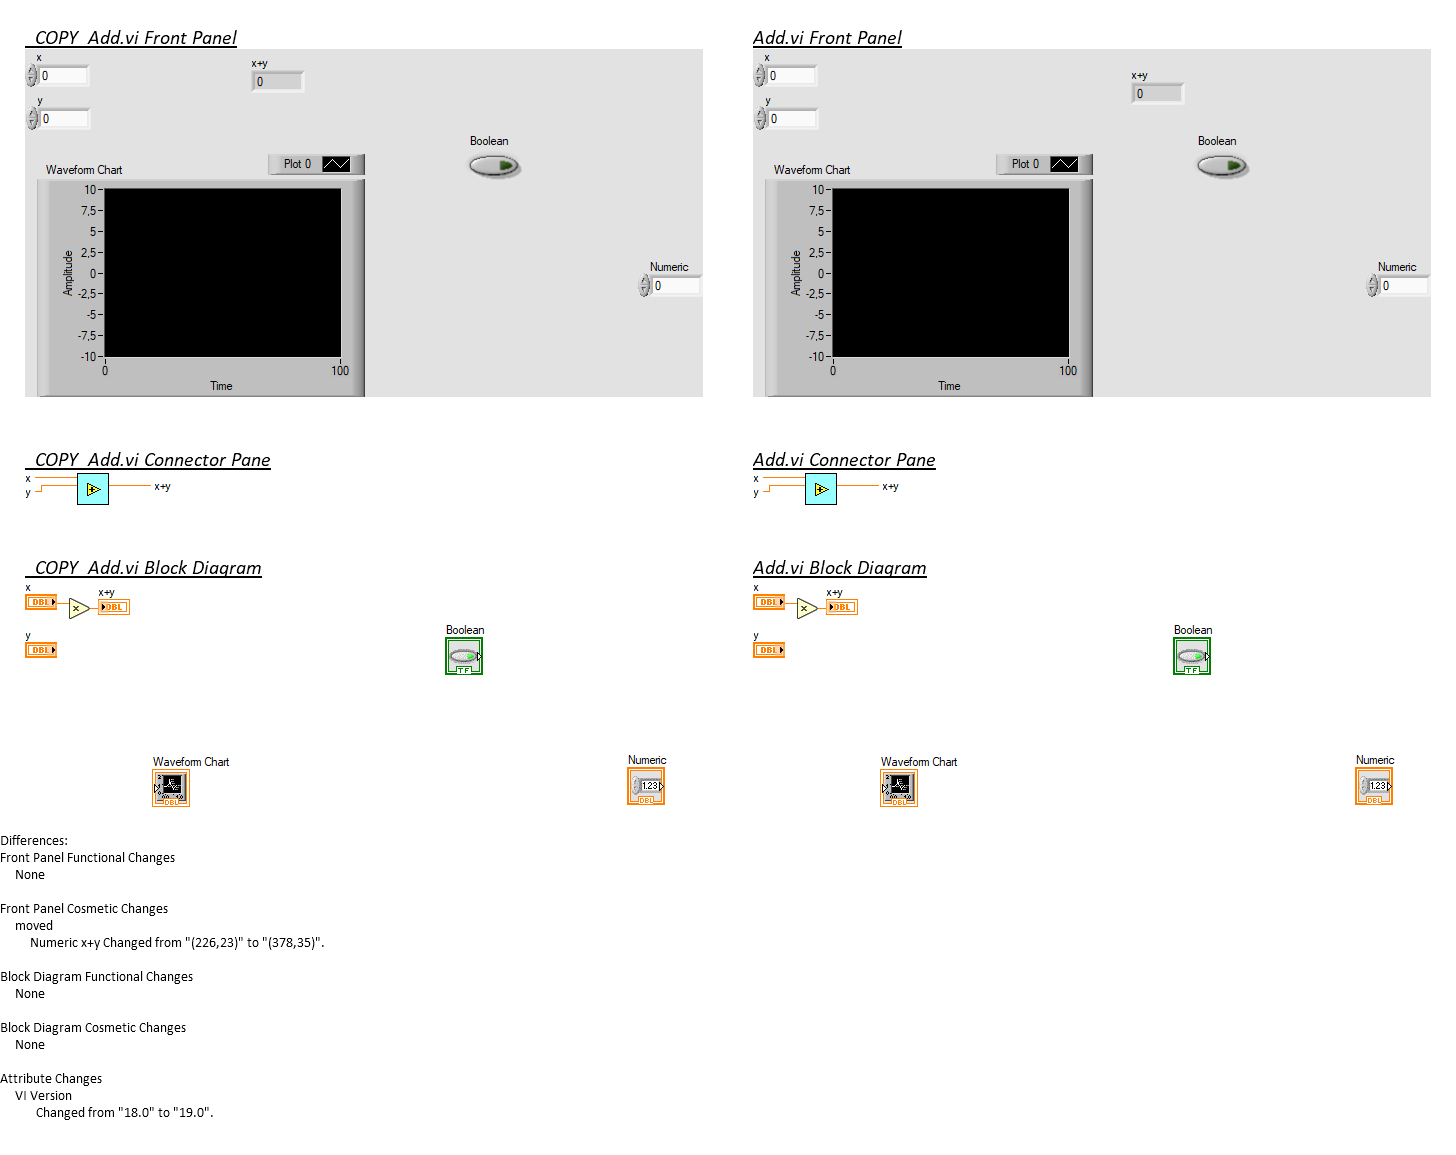 COPY  Add.vi Front Panel
x
0
x+y
0
y
0
Boolean
Plot 0
Waveform Chart
10
7,5
5
2,5
0
-2,5
-5
-7,5
-10
Amplitude
0
100
Time
Numeric
0
Add.vi Front Panel
x
0
x+y
0
y
0
Boolean
Plot 0
Waveform Chart
10
7,5
5
2,5
0
-2,5
-5
-7,5
-10
Amplitude
0
100
Time
Numeric
0
COPY  Add.vi Connector Pane
x
y
x+y
Add.vi Connector Pane
x
y
x+y
COPY  Add.vi Block Diagram
x
DBL
x+y
DBL
y
DBL
Boolean
TF
Waveform Chart
DBL
Numeric
1.23
DBL
Add.vi Block Diagram
x
DBL
x+y
DBL
y
DBL
Boolean
TF
Waveform Chart
DBL
Numeric
1.23
DBL
Differences:
Front Panel Functional Changes
None
Front Panel Cosmetic Changes
moved
Numeric x+y Changed from "(226,23)" to "(378,35)".
Block Diagram Functional Changes
None
Block Diagram Cosmetic Changes
None
Attribute Changes
VI Version
Changed from "18.0" to "19.0".